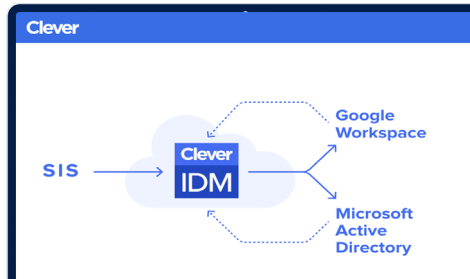 Clever
Google
Workspace
Clever
SIS
IDM
Microsoft
Active
Directory